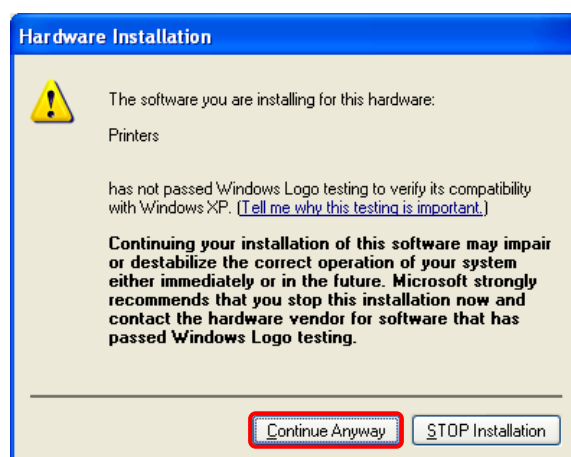 Hardware Installation
The software you are installing for this hardware:
Printers
has not passed Windows Logo testing to verify its compatibility
with Windows XP. (Tell me why this testing is important.)
Continuing your installation of this software may impair
or destabilize the correct operation of your system
either immediately or in the future. Microsoft strongly
recommends that you stop this installation now and
contact the hardware vendor for software that has
passed Windows Logo testing.
Continue Anyway
STOP Installation